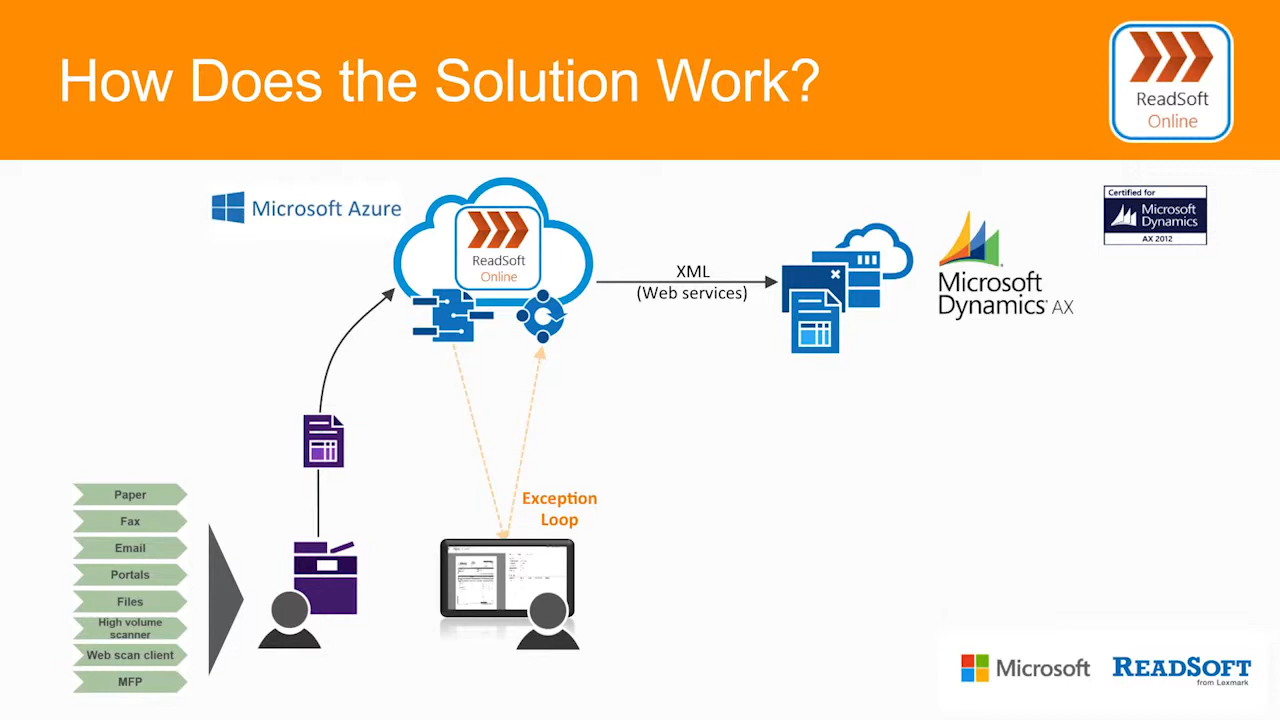 How Does the Solution Work?
ReadSoft
Online
Microsoft Azure
ReadSoft
Online
XML
(Web services)
Microsoft
Dynamics® AX
Certified for
Microsoft
Dynamics
AX 2012
Exception
Loop
Paper
Fax
Email
Portals
Files
High volume
scanner
Web scan client
MFP
Microsoft
READSOFT
from Lexmark